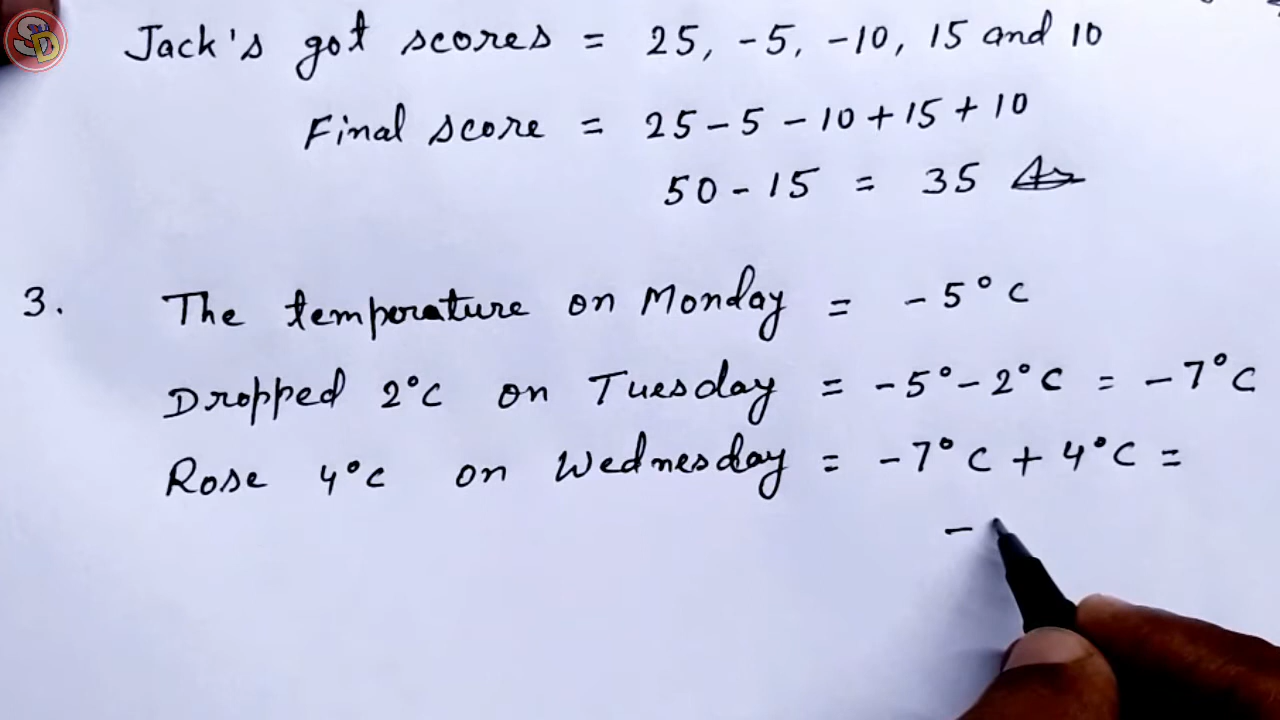 SD
Jack's got scores = 25, -5, -10, 15 and 10
Final score = 25 - 5 - 10 + 15 + 10
50 - 15 = 35 Ans
3. The temperature on Monday = - 5°C
Dropped 2°C on Tuesday = - 5° - 2°C = - 7°C
Rose 4°C on Wednesday = - 7°C + 4°C =
-